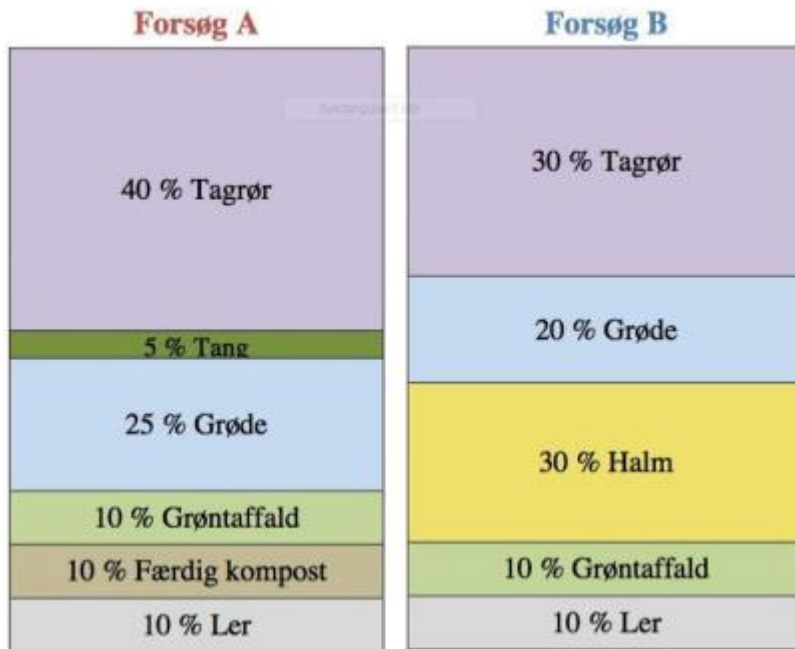 Forsøg A
40 % Tagrør
5 % Tang
25 % Grøde
10 % Grøntaffald
10 % Færdig kompost
10 % Ler
Forsøg B
30 % Tagrør
20 % Grøde
30 % Halm
10 % Grøntaffald
10 % Ler